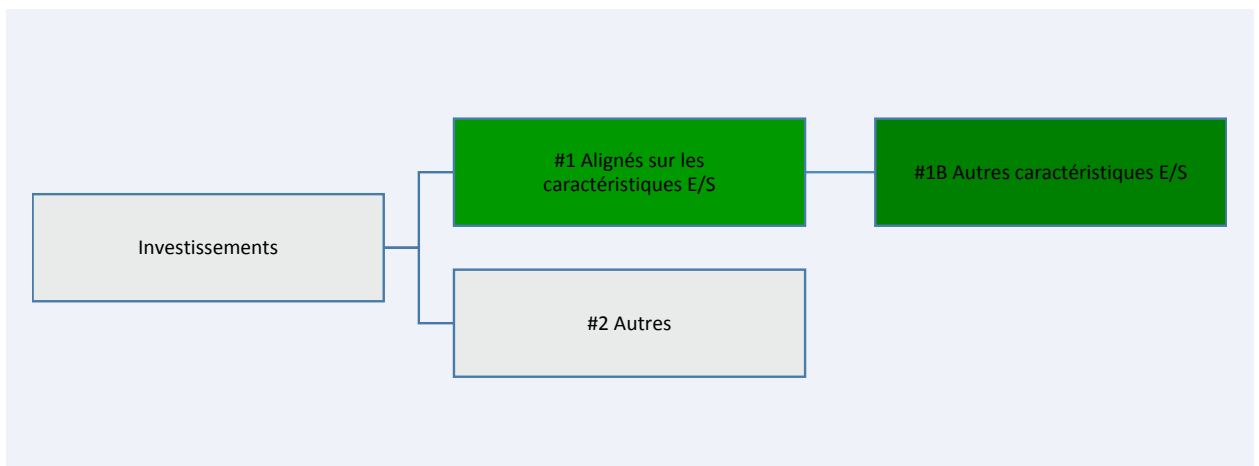 #1 Alignés sur les
caractéristiques E/S
#1B Autres caractéristiques E/S
Investissements
#2 Autres